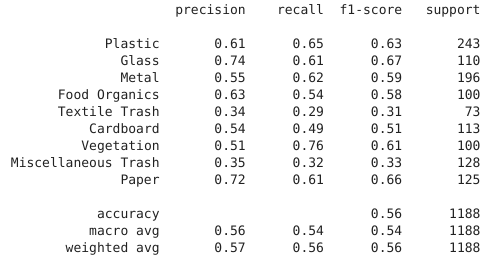 precision recall f1-score support
Plastic 0.61 0.65 0.63 243
Glass 0.74 0.61 0.67 110
Metal 0.55 0.62 0.59 196
Food Organics 0.63 0.54 0.58 100
Textile Trash 0.34 0.29 0.31 73
Cardboard 0.54 0.49 0.51 113
Vegetation 0.51 0.76 0.61 100
Miscellaneous Trash 0.35 0.32 0.33 128
Paper 0.72 0.61 0.66 125
accuracy 0.56 1188
macro avg 0.56 0.54 0.54 1188
weighted avg 0.57 0.56 0.56 1188